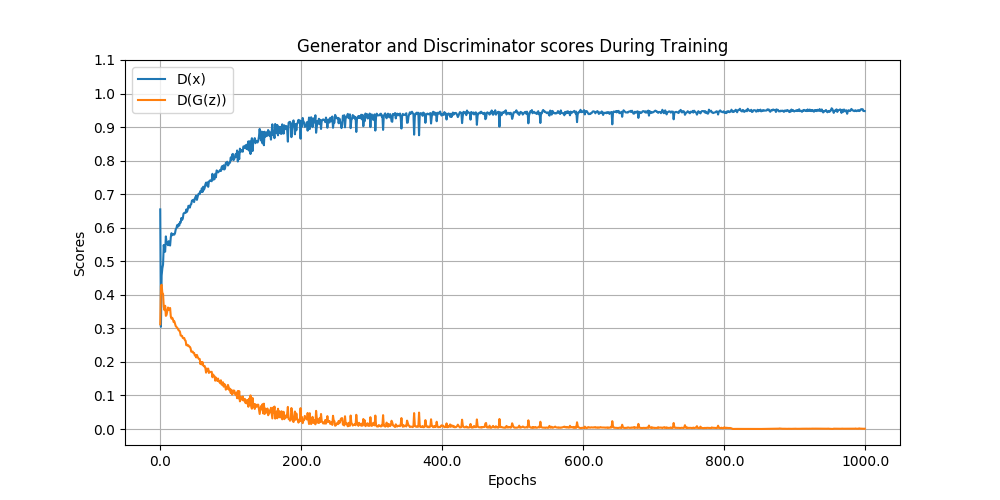 Generator and Discriminator scores During Training
D(x)
D(G(z))
Scores
1.1
1.0
0.9
0.8
0.7
0.6
0.5
0.4
0.3
0.2
0.1
0.0
0.0 200.0 400.0 600.0 800.0 1000.0
Epochs